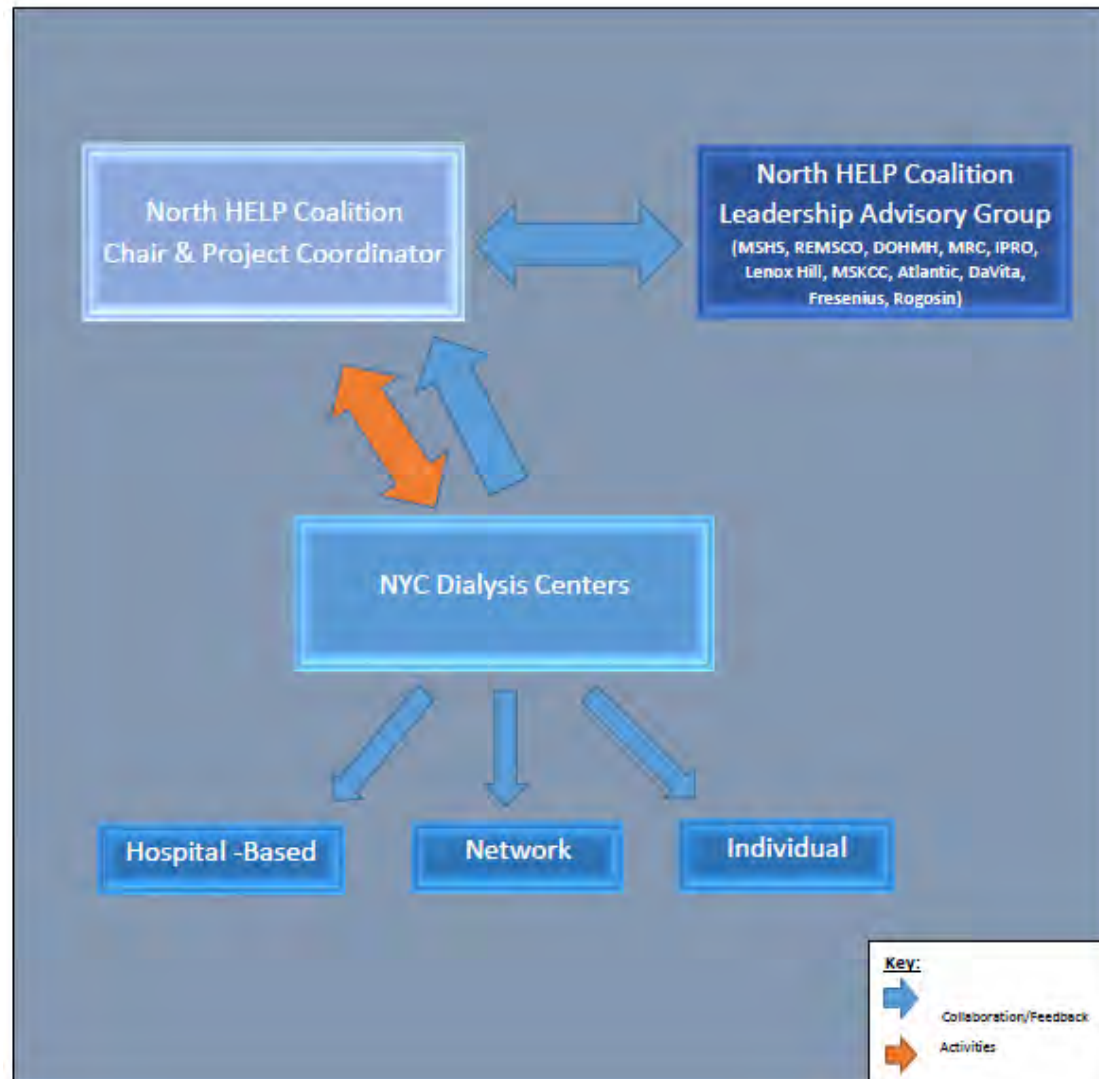 North HELP Coalition
Chair & Project Coordinator
North HELP Coalition
Leadership Advisory Group
(MSHS, REMSCO, DOHMH, MRC, IPRO,
Lenox Hill, MSKCC, Atlantic, DaVita,
Fresenius, Rogosin)
NYC Dialysis Centers
Hospital -Based
Network
Individual
Key:
Collaboration/Feedback
Activities